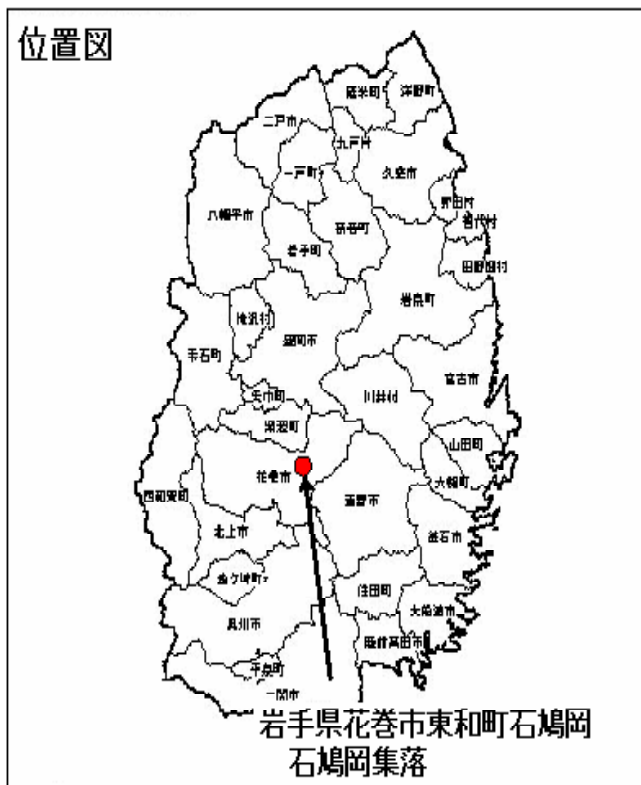 位置図
軽米町
洋野町
二戸市
九戸村
一戸町
久慈市
野田村
普代村
八幡平市
葛巻町
岩手町
田野畑村
岩泉町
滝沢村
盛岡市
雫石町
宮古市
矢巾町
川井村
紫波町
山田町
花巻市
大槌町
西和賀町
遠野市
北上市
釜石市
金ケ崎町
住田町
大船渡市
奥州市
陸前高田市
平泉町
一関市
岩手県花巻市東和町石鳩岡
石鳩岡集落